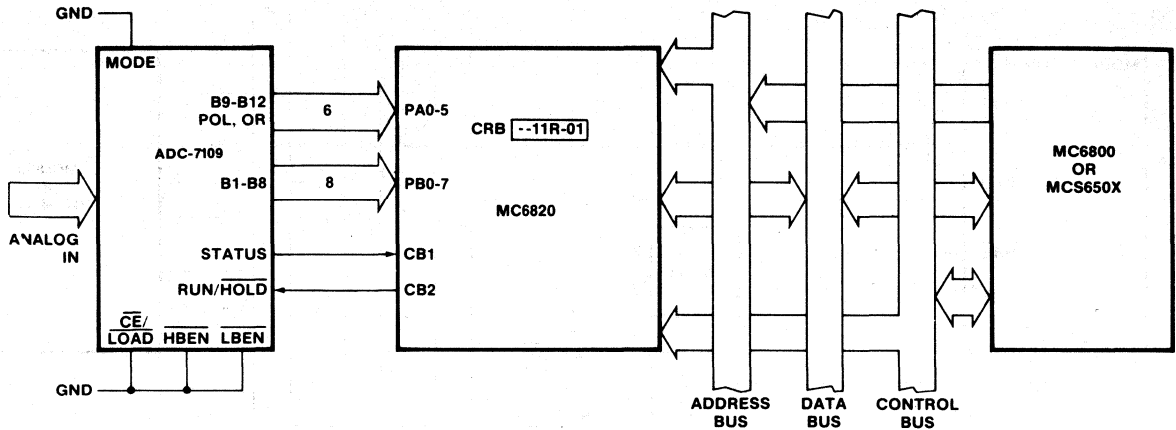 GND
MODE
B9-B12
POL, OR
ADC-7109
B1-B8
ANALOG
IN
STATUS
RUN/HOLD
CE/
LOAD HBEN LBEN
GND
6
8
PA0-5
CRB --11R-01
PB0-7
MC6820
CB1
CB2
ADDRESS
BUS
DATA
BUS
CONTROL
BUS
MC6800
OR
MCS650X